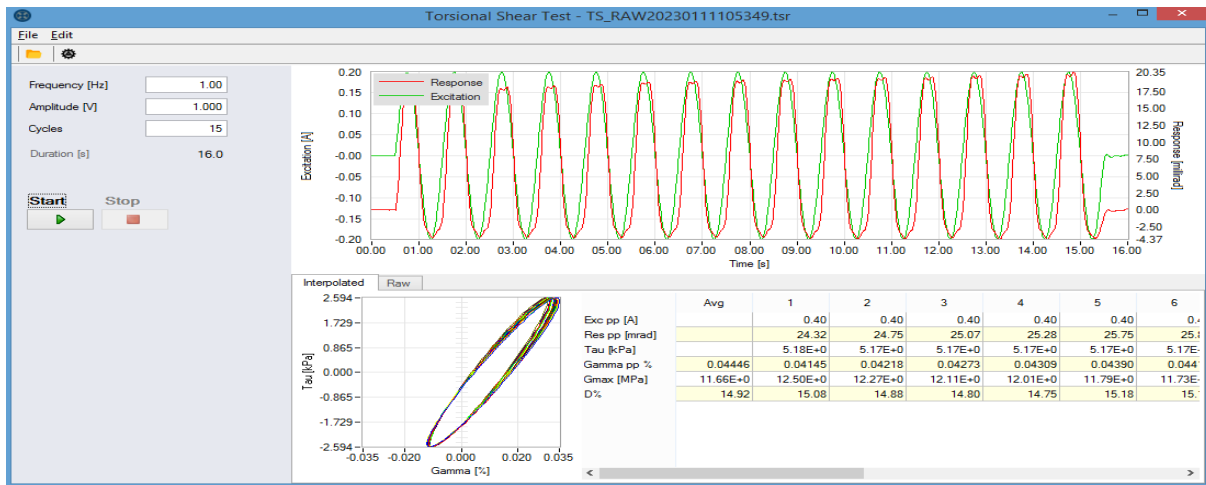 Torsional Shear Test - TS_RAW20230111105349.tsr
File Edit
Frequency [Hz] 1.00
Amplitude [V] 1.000
Cycles 15
Duration [s] 16.0
Start Stop
Response
Excitation
Excitation [A]
0.20
0.15
0.10
0.05
-0.00
-0.05
-0.10
-0.15
-0.20
20.35
17.50
15.00
12.50
10.00
7.50
5.00
2.50
0.00
-2.50
-4.37
Response [millirad]
00.00 01.00 02.00 03.00 04.00 05.00 06.00 07.00 08.00 09.00 10.00 11.00 12.00 13.00 14.00 15.00 16.00
Time [s]
Interpolated Raw
Tau [kPa]
2.594
1.729
0.865
0.000
-0.865
-1.729
-2.594
-0.035 -0.020 0.000 0.020 0.035
Gamma [%]
Avg 1 2 3 4 5 6
Exc pp [A] 0.40 0.40 0.40 0.40 0.40
Res pp [mrad] 24.32 24.75 25.07 25.28 25.75
Tau [kPa] 5.18E+0 5.17E+0 5.17E+0 5.17E+0 5.17E+0 5.17E-
Gamma pp % 0.04446 0.04145 0.04218 0.04273 0.04309 0.04390
Gmax [MPa] 11.66E+0 12.50E+0 12.27E+0 12.11E+0 12.01E+0 11.79E+0 11.73E-
D% 14.92 15.08 14.88 14.80 14.75 15.18